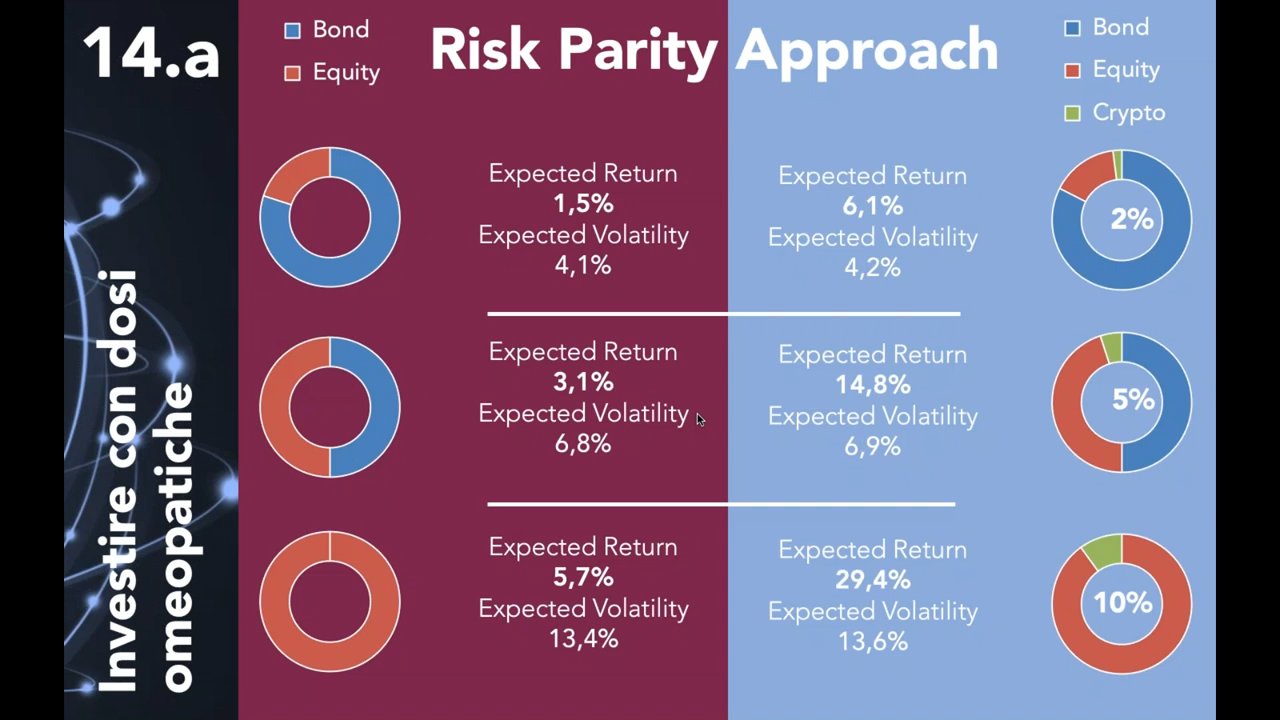 14.a
Investire con dosi
omeopatiche
Risk Parity Approach
Bond
Equity
Bond
Equity
Crypto
Expected Return
1,5%
Expected Volatility
4,1%
Expected Return
6,1%
Expected Volatility
4,2%
2%
Expected Return
3,1%
Expected Volatility
6,8%
Expected Return
14,8%
Expected Volatility
6,9%
5%
Expected Return
5,7%
Expected Volatility
13,4%
Expected Return
29,4%
Expected Volatility
13,6%
10%